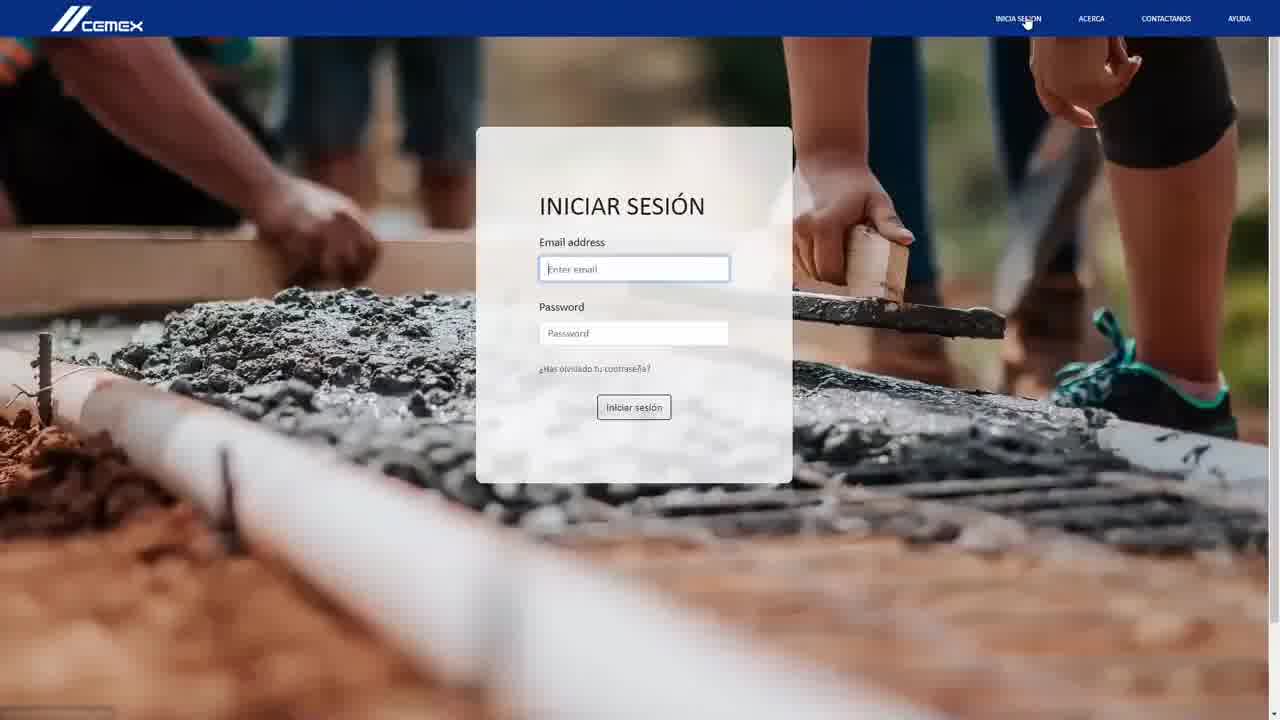 CEMEX
INICIA SESION
ACERCA
CONTACTANOS
AYUDA
INICIAR SESIÓN
Email address
Enter email
Password
Password
¿Has olvidado tu contraseña?
Iniciar sesión